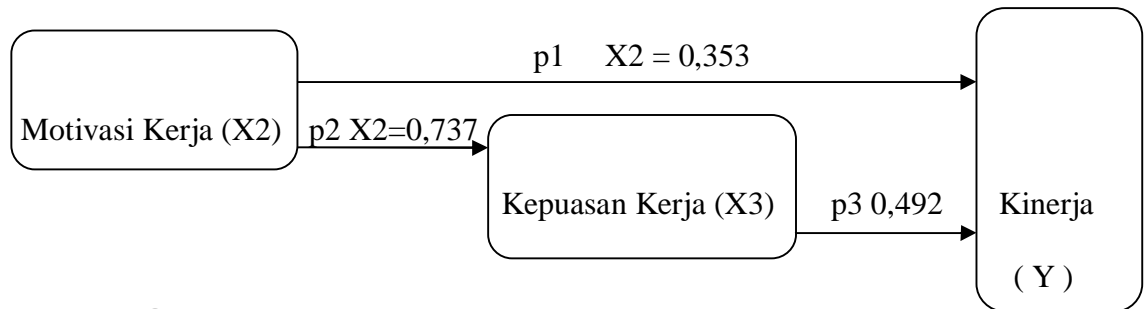 p1 X2 = 0,353
Motivasi Kerja (X2)
p2 X2=0,737
Kepuasan Kerja (X3)
p3 0,492
Kinerja
( Y )